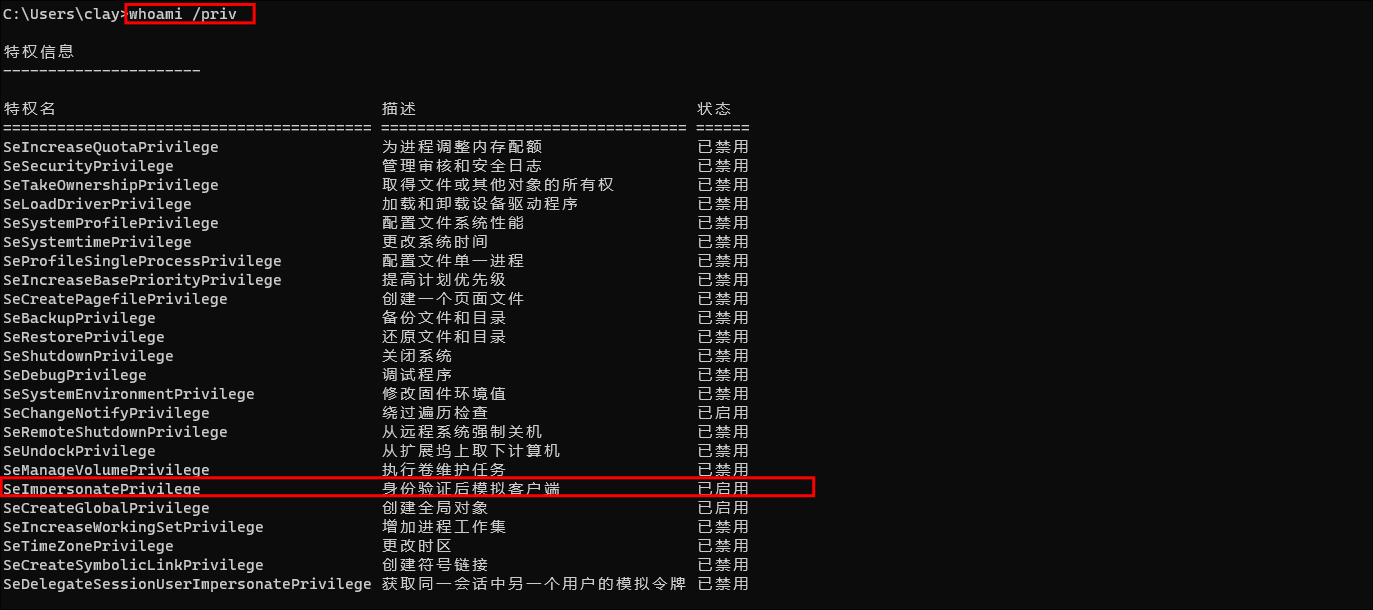 C:\Users\clay>whoami /priv
特权信息
----------------------
特权名 描述 状态
========================================= ================================== ======
SeIncreaseQuotaPrivilege 为进程调整内存配额 已禁用
SeSecurityPrivilege 管理审核和安全日志 已禁用
SeTakeOwnershipPrivilege 取得文件或其他对象的所有权 已禁用
SeLoadDriverPrivilege 加载和卸载设备驱动程序 已禁用
SeSystemProfilePrivilege 配置文件系统性能 已禁用
SeSystemtimePrivilege 更改系统时间 已禁用
SeProfileSingleProcessPrivilege 配置文件单一进程 已禁用
SeIncreaseBasePriorityPrivilege 提高计划优先级 已禁用
SeCreatePagefilePrivilege 创建一个页面文件 已禁用
SeBackupPrivilege 备份文件和目录 已禁用
SeRestorePrivilege 还原文件和目录 已禁用
SeShutdownPrivilege 关闭系统 已禁用
SeDebugPrivilege 调试程序 已禁用
SeSystemEnvironmentPrivilege 修改固件环境值 已禁用
SeChangeNotifyPrivilege 绕过遍历检查 已启用
SeRemoteShutdownPrivilege 从远程系统强制关机 已禁用
SeUndockPrivilege 从扩展坞上取下计算机 已禁用
SeManageVolumePrivilege 执行卷维护任务 已禁用
SeImpersonatePrivilege 身份验证后模拟客户端 已启用
SeCreateGlobalPrivilege 创建全局对象 已启用
SeIncreaseWorkingSetPrivilege 增加进程工作集 已禁用
SeTimeZonePrivilege 更改时区 已禁用
SeCreateSymbolicLinkPrivilege 创建符号链接 已禁用
SeDelegateSessionUserImpersonatePrivilege 获取同一会话中另一个用户的模拟令牌 已禁用